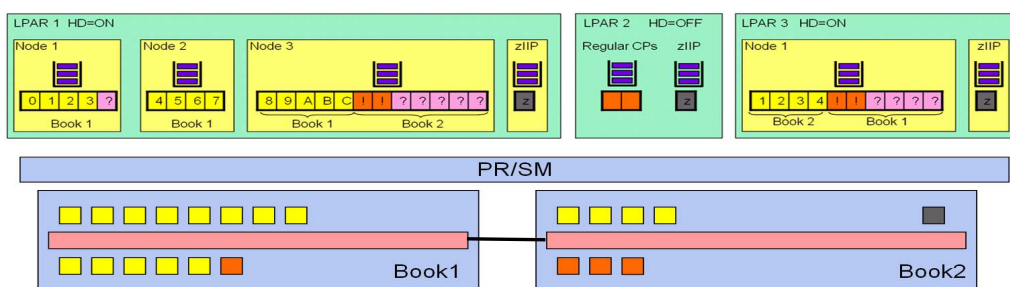 LPAR 1 HD=ON
Node 1
0 1 2 3 ?
Book 1
Node 2
4 5 6 7
Book 1
Node 3
8 9 A B C ! ! ? ? ? ? ?
Book 1 Book 2
zIIP
z
LPAR 2 HD=OFF
Regular CPs zIIP
z
LPAR 3 HD=ON
Node 1
1 2 3 4 ! ! ? ? ? ?
Book 2 Book 1
zIIP
z
PR/SM
Book1
Book2